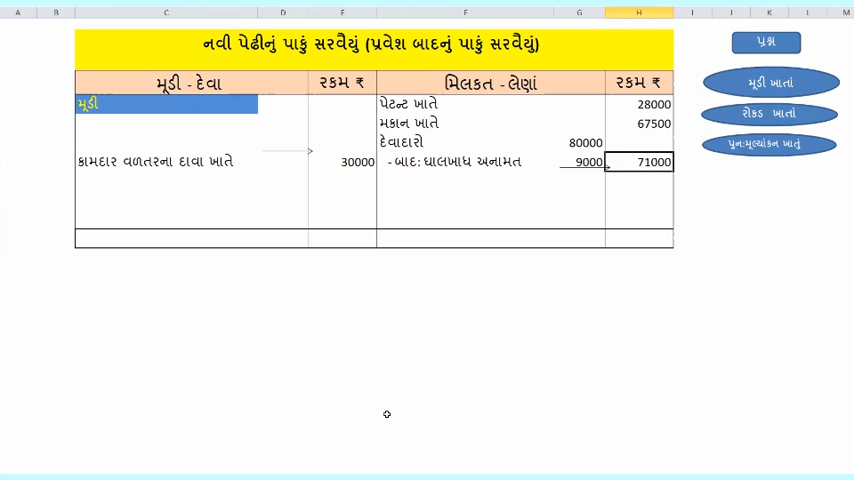 A B C D E F G H I J K L M
નવી પેઢીનું પાકું સરવૈયું (પ્રવેશ બાદનું પાકું સરવૈયું)
મૂડી - દેવા રકમ ₹ મિલકત - લેણાં રકમ ₹
મૂડી પેટન્ટ ખાતે 28000
મકાન ખાતે 67500
દેવાદારો 80000
કામદાર વળતરના દાવા ખાતે 30000 - બાદ: ઘાલખાધ અનામત 9000 71000
પ્રશ્ન
મૂડી ખાતાં
રોકડ ખાતાં
પુન:મૂલ્યાંકન ખાતું